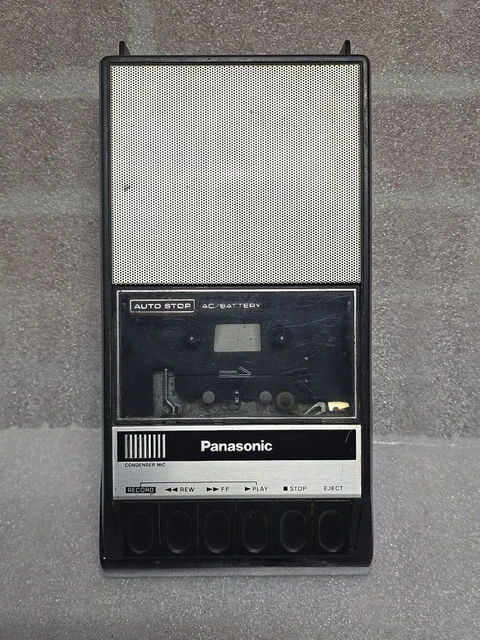 AUTO STOP AC/BATTERY
Panasonic
CONDENSER MIC
RECORD ◀◀ REW ▶▶ FF ▶ PLAY ■ STOP EJECT